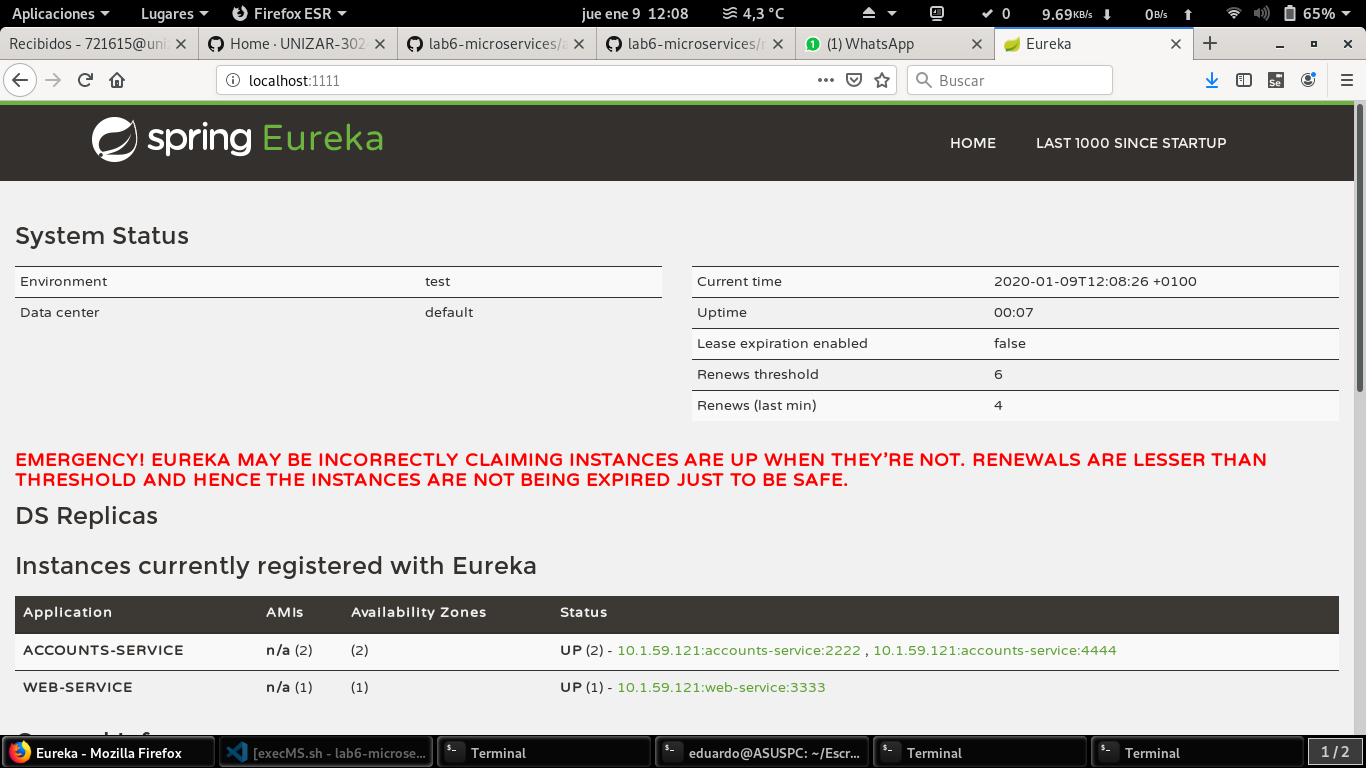 Aplicaciones Lugares Firefox ESR jue ene 9 12:08 4,3 °C 0 9.69KB/s 0B/s 65%
Recibidos - 721615@uni Home · UNIZAR-302 lab6-microservices/a lab6-microservices/r (1) WhatsApp Eureka
localhost:1111 Buscar
spring Eureka HOME LAST 1000 SINCE STARTUP
System Status
Environment test
Data center default
Current time 2020-01-09T12:08:26 +0100
Uptime 00:07
Lease expiration enabled false
Renews threshold 6
Renews (last min) 4
EMERGENCY! EUREKA MAY BE INCORRECTLY CLAIMING INSTANCES ARE UP WHEN THEY'RE NOT. RENEWALS ARE LESSER THAN
THRESHOLD AND HENCE THE INSTANCES ARE NOT BEING EXPIRED JUST TO BE SAFE.
DS Replicas
Instances currently registered with Eureka
Application AMIs Availability Zones Status
ACCOUNTS-SERVICE n/a (2) (2) UP (2) - 10.1.59.121:accounts-service:2222 , 10.1.59.121:accounts-service:4444
WEB-SERVICE n/a (1) (1) UP (1) - 10.1.59.121:web-service:3333
Eureka - Mozilla Firefox [execMS.sh - lab6-microse... Terminal eduardo@ASUSPC: ~/Escr... Terminal Terminal 1 / 2